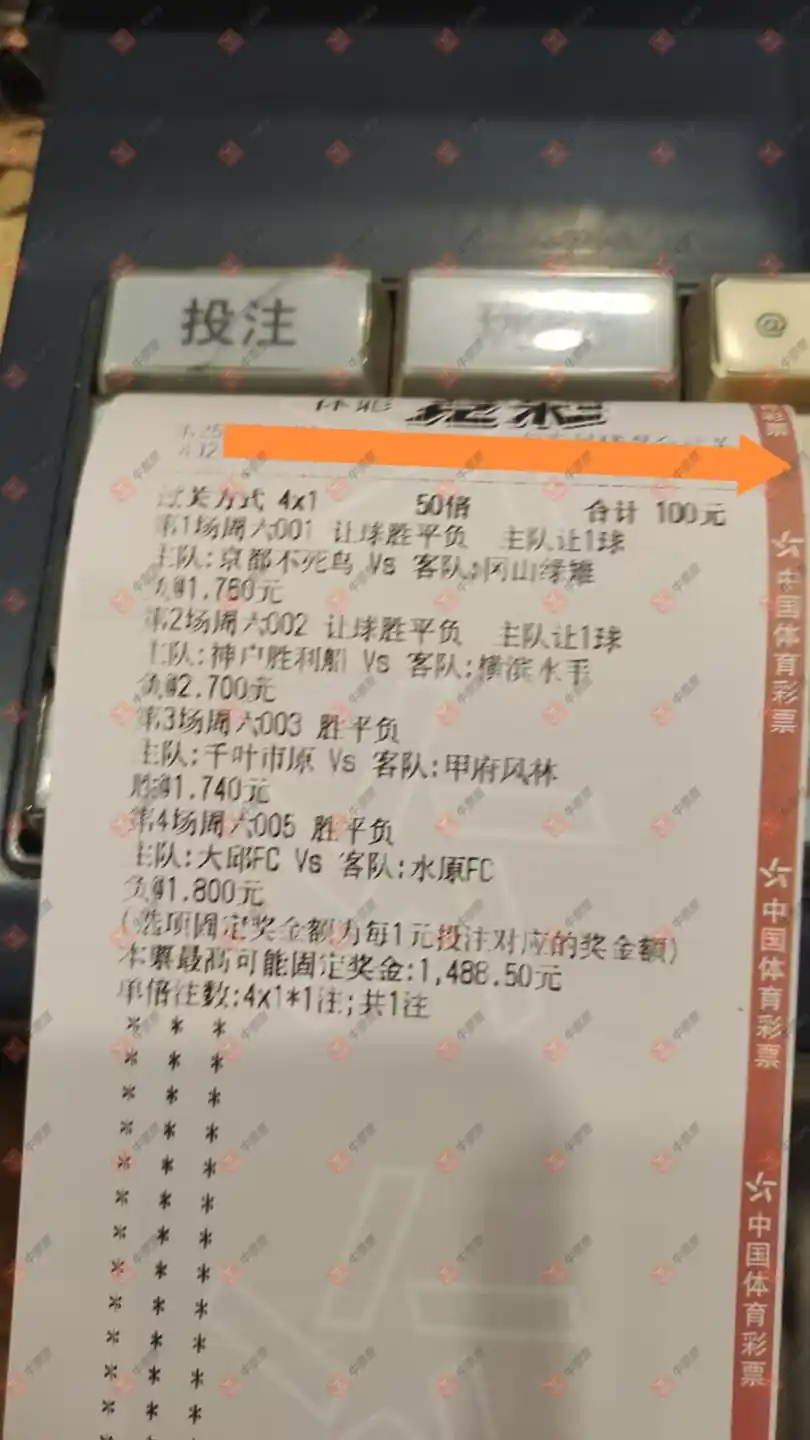 投注
@
体彩 竞彩
过关方式 4x1 50倍 合计 100元
第1场周六001 让球胜平负 主队让1球
主队:京都不死鸟 Vs 客队:冈山绿雉
负@1.760元
第2场周六002 让球胜平负 主队让1球
主队:神户胜利船 Vs 客队:横滨水手
负@2.700元
第3场周六003 胜平负
主队:千叶市原 Vs 客队:甲府风林
胜@1.740元
第4场周六005 胜平负
主队:大邱FC Vs 客队:水原FC
负@1.800元
(选项固定奖金额为每1元投注对应的奖金额)
本票最高可能固定奖金:1,488.50元
单倍注数:4x1*1注;共1注
中国体育彩票
中国体育彩票
中国体育彩票